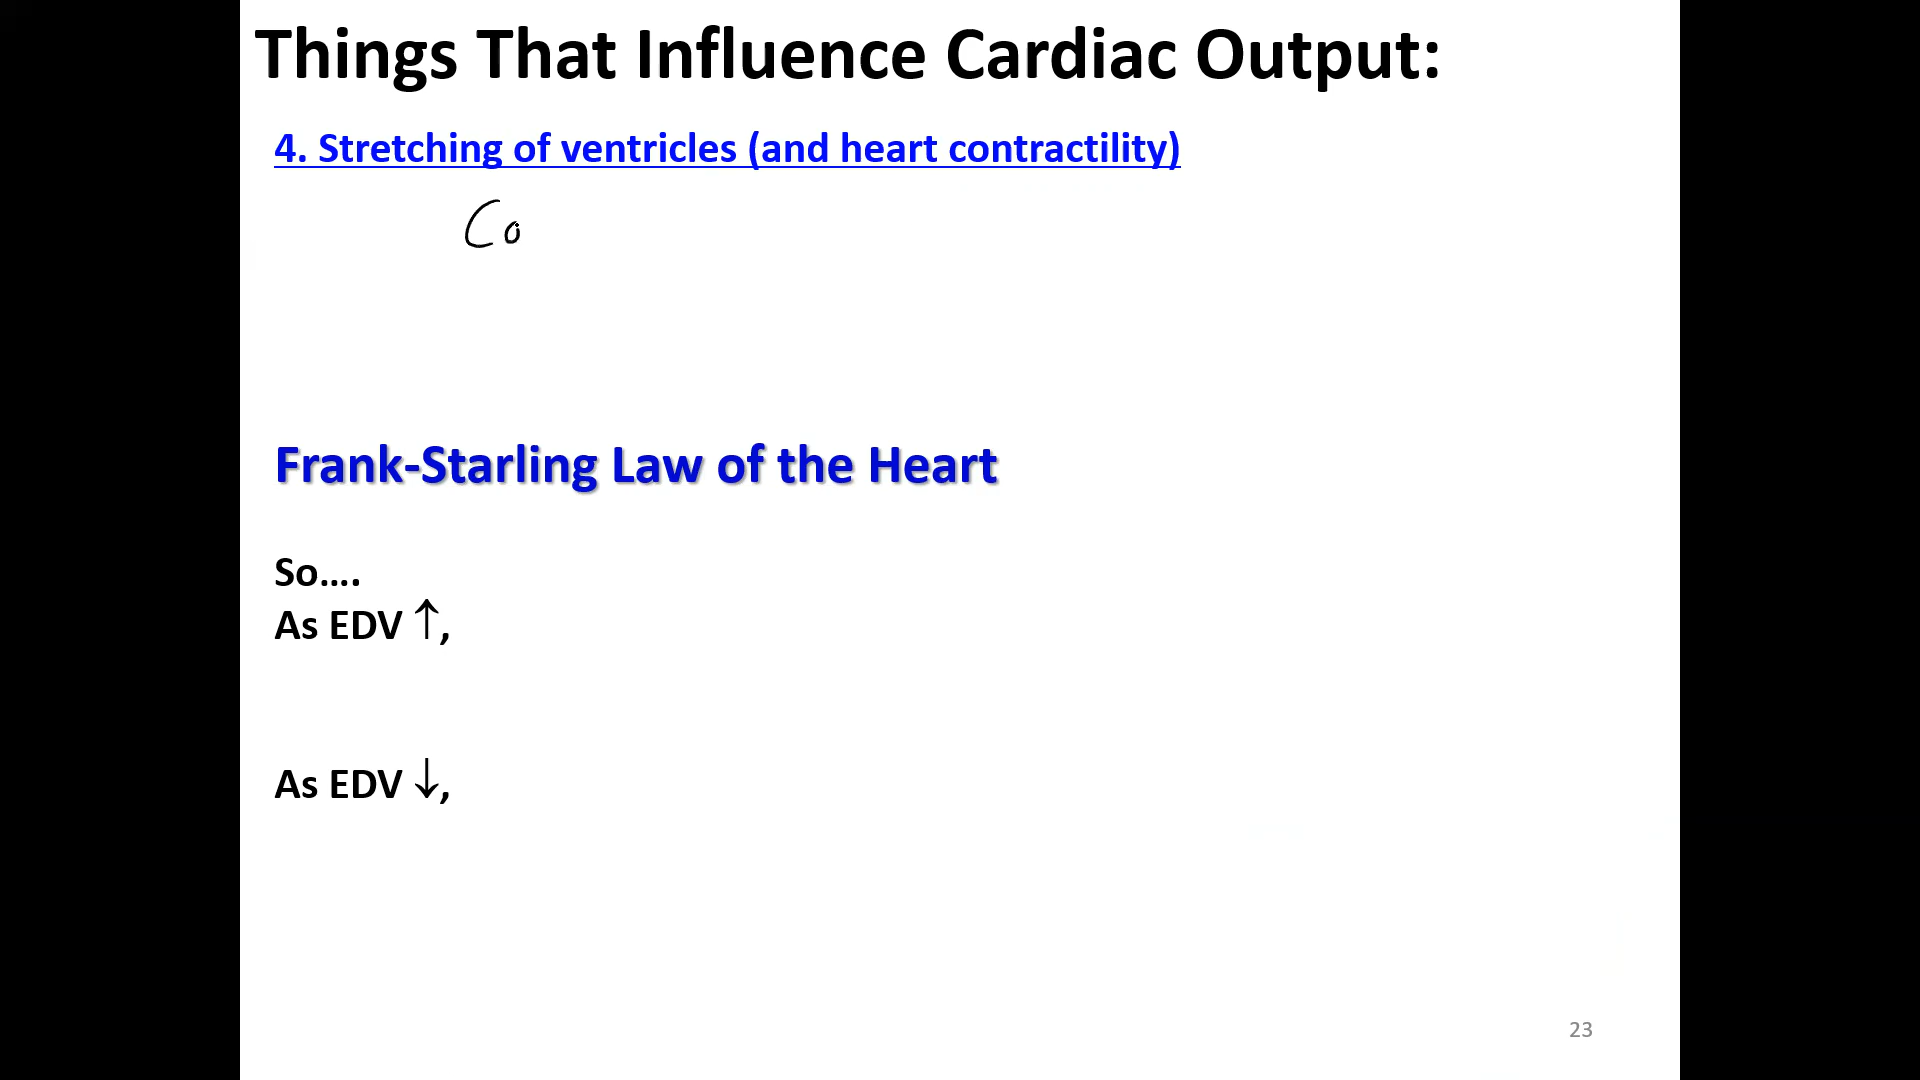 Things That Influence Cardiac Output:
4. Stretching of ventricles (and heart contractility)
Co
Frank-Starling Law of the Heart
So....
As EDV ↑,
As EDV ↓,
23